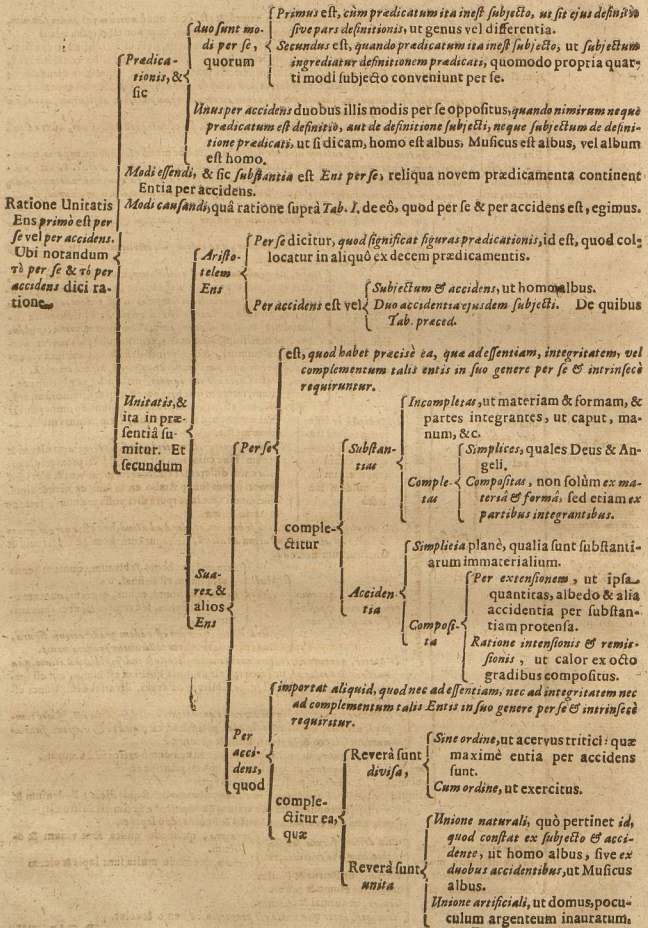 Primus est, cùm prædicatum ita inest subjecto, ut sit ejus definitio
sive pars definitionis, ut genus vel differentia.
duo sunt mo-
di per se,
quorum
Secundus est, quando prædicatum ita inest subjecto, ut subjectum
ingrediatur definitionem prædicati, quomodo propria quar-
ti modi subjecto conveniunt per se.
Prædica-
tionis, &
sic
Unus per accidens duobus illis modis per se oppositus, quando nimirum neque
prædicatum est definitio, aut de definitione subjecti, neque subjectum de defini-
tione prædicati, ut si dicam, homo est albus, Musicus est albus, vel album
est homo.
Modi essendi, & sic substantia est Ens per se, reliqua novem prædicamenta continent
Entia per accidens.
Modi causandi, quâ ratione suprà Tab. I. de eô, quod per se & per accidens est, egimus.
Ratione Unitatis
Ens primò est per
se vel per accidens.
Ubi notandum
τὸ per se & τὸ per
accidens dici ra-
tione
Aristo-
telem
Ens
Per se dicitur, quod significat figuras prædicationis, id est, quod col-
locatur in aliquô ex decem prædicamentis.
Per accidens est vel
Subjectum & accidens, ut homo albus.
Duo accidentia ejusdem subjecti. De quibus
Tab. præced.
Unitatis, &
ita in præ-
sentiâ su-
mitur. Et
secundum
est, quod habet præcisè ea, quæ ad essentiam, integritatem, vel
complementum talis entis in suo genere per se & intrinsecè
requiruntur.
Per se
comple-
ctitur
Substan-
tias
Incompletas, ut materiam & formam, &
partes integrantes, ut caput, ma-
num, &c.
Comple-
tas
Simplices, quales Deus & An-
geli.
Compositas, non solùm ex ma-
teriâ & formâ, sed etiam ex
partibus integrantibus.
Acciden-
tia
Simplicia planè, qualia sunt substanti-
arum immaterialium.
Composi-
ta
Per extensionem, ut ipsa
quantitas, albedo & alia
accidentia per substan-
tiam protensa.
Ratione intensionis & remis-
sionis, ut calor ex octo
gradibus compositus.
Sua-
rez &
alios
Ens
Per
acci-
dens,
quod
importat aliquid, quod nec ad essentiam, nec ad integritatem nec
ad complementum talis Entis in suo genere per se & intrinsecè
requiritur.
comple-
ctitur ea,
quæ
Reverà sunt
divisa,
Sine ordine, ut acervus tritici: quæ
maximè entia per accidens
sunt.
Cum ordine, ut exercitus.
Reverà sunt
unita
Unione naturali, quò pertinet id,
quod constat ex subjecto & acci-
dente, ut homo albus, sive ex
duobus accidentibus, ut Musicus
albus.
Unione artificiali, ut domus, pocu-
culum argenteum inauratum.